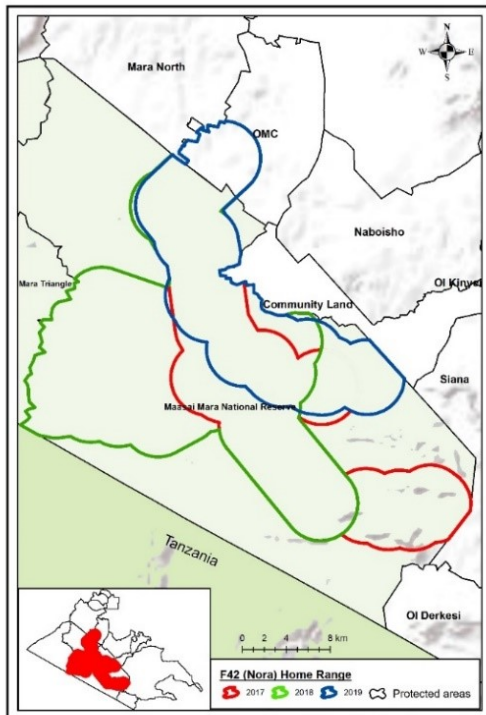 N
W E
S
Mara North
OMC
Naboisho
Ol Kinyei
Mara Triangle
Community Land
Siana
Maasai Mara National Reserve
Tanzania
Ol Derkesi
0 2 4 8 km
F42 (Nora) Home Range
2017 2018 2019 Protected areas